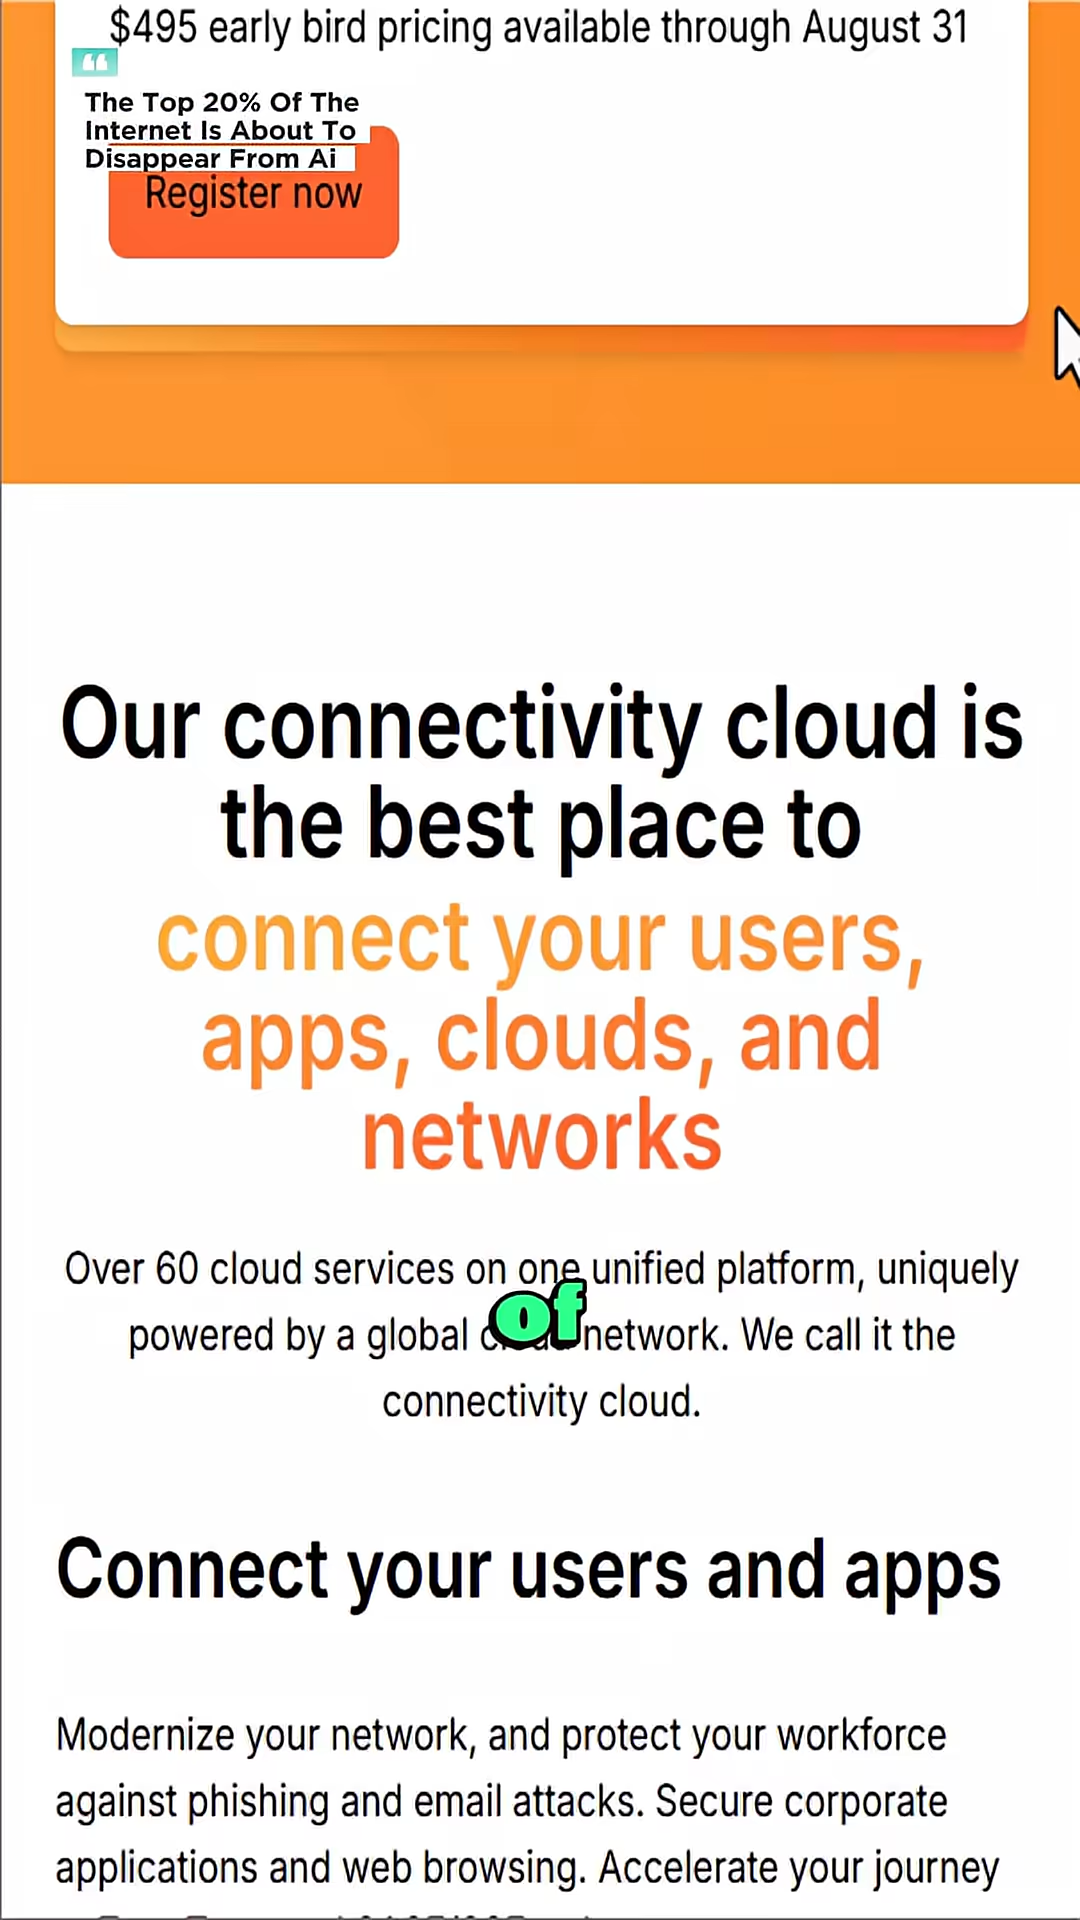 $495 early bird pricing available through August 31
The Top 20% Of The
Internet Is About To
Disappear From Ai
Register now
Our connectivity cloud is
the best place to
connect your users,
apps, clouds, and
networks
Over 60 cloud services on one unified platform, uniquely
powered by a global network. We call it the
of
connectivity cloud.
Connect your users and apps
Modernize your network, and protect your workforce
against phishing and email attacks. Secure corporate
applications and web browsing. Accelerate your journey